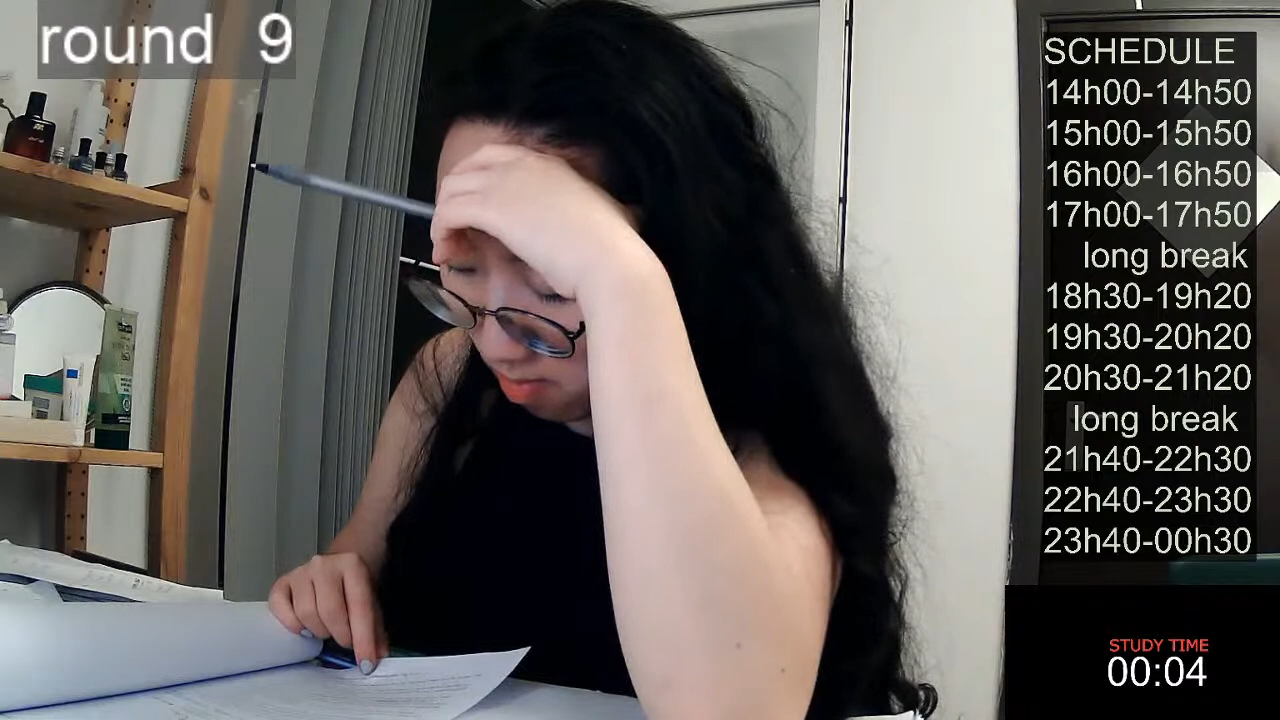 round 9
SCHEDULE
14h00-14h50
15h00-15h50
16h00-16h50
17h00-17h50
long break
18h30-19h20
19h30-20h20
20h30-21h20
long break
21h40-22h30
22h40-23h30
23h40-00h30
STUDY TIME
00:04